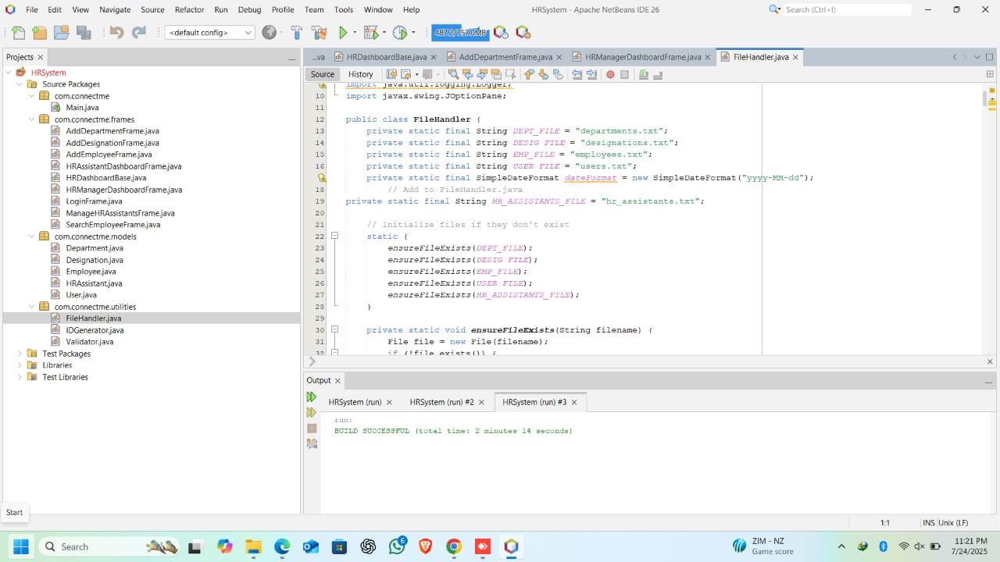 File Edit View Navigate Source Refactor Run Debug Profile Team Tools Window Help
HRSystem - Apache NetBeans IDE 26
Search (Ctrl+I)
<default config>
487.2/757.0MB
Projects
HRSystem
Source Packages
com.connectme
Main.java
com.connectme.frames
AddDepartmentFrame.java
AddDesignationFrame.java
AddEmployeeFrame.java
HRAssistantDashboardFrame.java
HRDashboardBase.java
HRManagerDashboardFrame.java
LoginFrame.java
ManageHRAssistantsFrame.java
SearchEmployeeFrame.java
com.connectme.models
Department.java
Designation.java
Employee.java
HRAssistant.java
User.java
com.connectme.utilities
FileHandler.java
IDGenerator.java
Validator.java
Test Packages
Libraries
Test Libraries
...va HRDashboardBase.java AddDepartmentFrame.java HRManagerDashboardFrame.java FileHandler.java
Source History
import java.util.logging.Logger;
10 import javax.swing.JOptionPane;
11
12 public class FileHandler {
13 private static final String DEPT_FILE = "departments.txt";
14 private static final String DESIG_FILE = "designations.txt";
15 private static final String EMP_FILE = "employees.txt";
16 private static final String USER_FILE = "users.txt";
private static final SimpleDateFormat dateFormat = new SimpleDateFormat("yyyy-MM-dd");
18 // Add to FileHandler.java
19 private static final String HR_ASSISTANTS_FILE = "hr_assistants.txt";
20
21 // Initialize files if they don't exist
22 static {
23 ensureFileExists(DEPT_FILE);
24 ensureFileExists(DESIG_FILE);
25 ensureFileExists(EMP_FILE);
26 ensureFileExists(USER_FILE);
27 ensureFileExists(HR_ASSISTANTS_FILE);
28 }
29
30 private static void ensureFileExists(String filename) {
31 File file = new File(filename);
32 if (!file.exists()) {
Output
HRSystem (run) HRSystem (run) #2 HRSystem (run) #3
run:
BUILD SUCCESSFUL (total time: 2 minutes 14 seconds)
Start
1:1 INS Unix (LF)
Search
6
ZIM - NZ
Game score
11:21 PM
7/24/2025